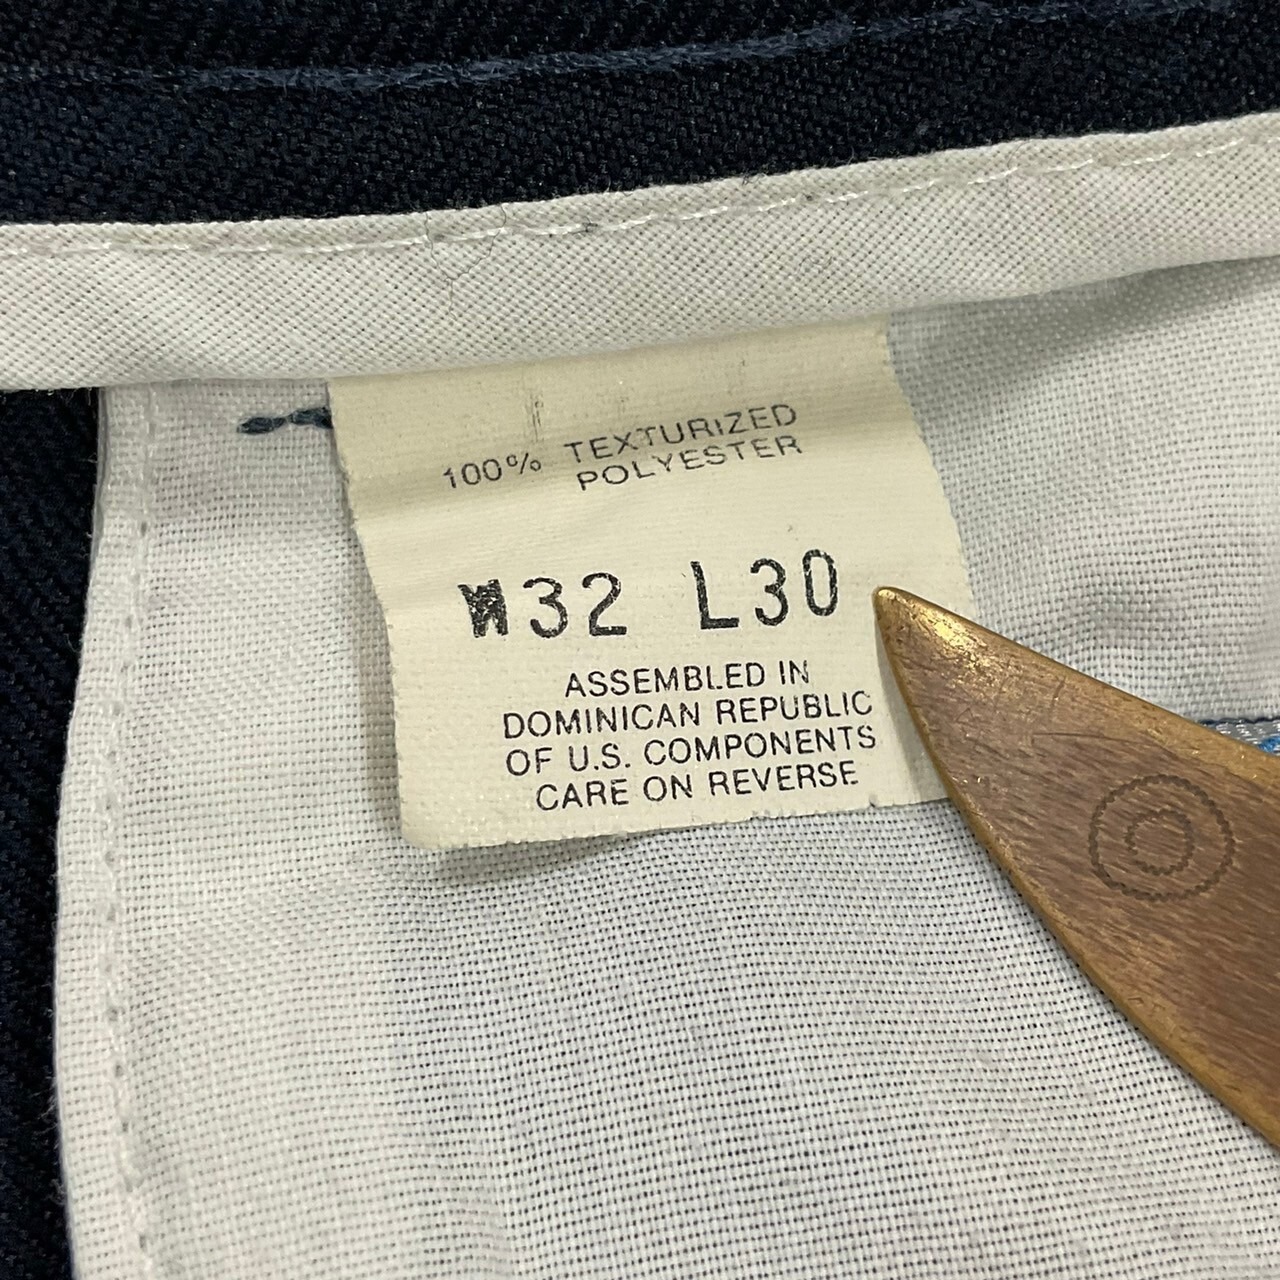 100% TEXTURIZED
POLYESTER
W32 L30
ASSEMBLED IN
DOMINICAN REPUBLIC
OF U.S. COMPONENTS
CARE ON REVERSE